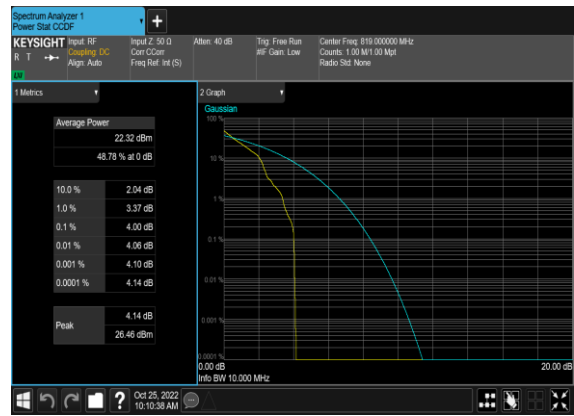 Spectrum Analyzer 1
Power Stat CCDF
KEYSIGHT
R T
LW
Input: RF
Coupling: DC
Align: Auto
Input Z: 50 Ω
Corr CCorr
Freq Ref: Int (S)
Atten: 40 dB
Trig: Free Run
#IF Gain: Low
Center Freq: 819.000000 MHz
Counts: 1.00 M/1.00 Mpt
Radio Std: None
1 Metrics
Average Power
22.32 dBm
48.78 % at 0 dB
10.0 % 2.04 dB
1.0 % 3.37 dB
0.1 % 4.00 dB
0.01 % 4.06 dB
0.001 % 4.10 dB
0.0001 % 4.14 dB
Peak
4.14 dB
26.46 dBm
2 Graph
Gaussian
100 %
10 %
1 %
0.1 %
0.01 %
0.001 %
0.0001 %
0.00 dB 20.00 dB
Info BW 10.000 MHz
?
Oct 25, 2022
10:10:38 AM